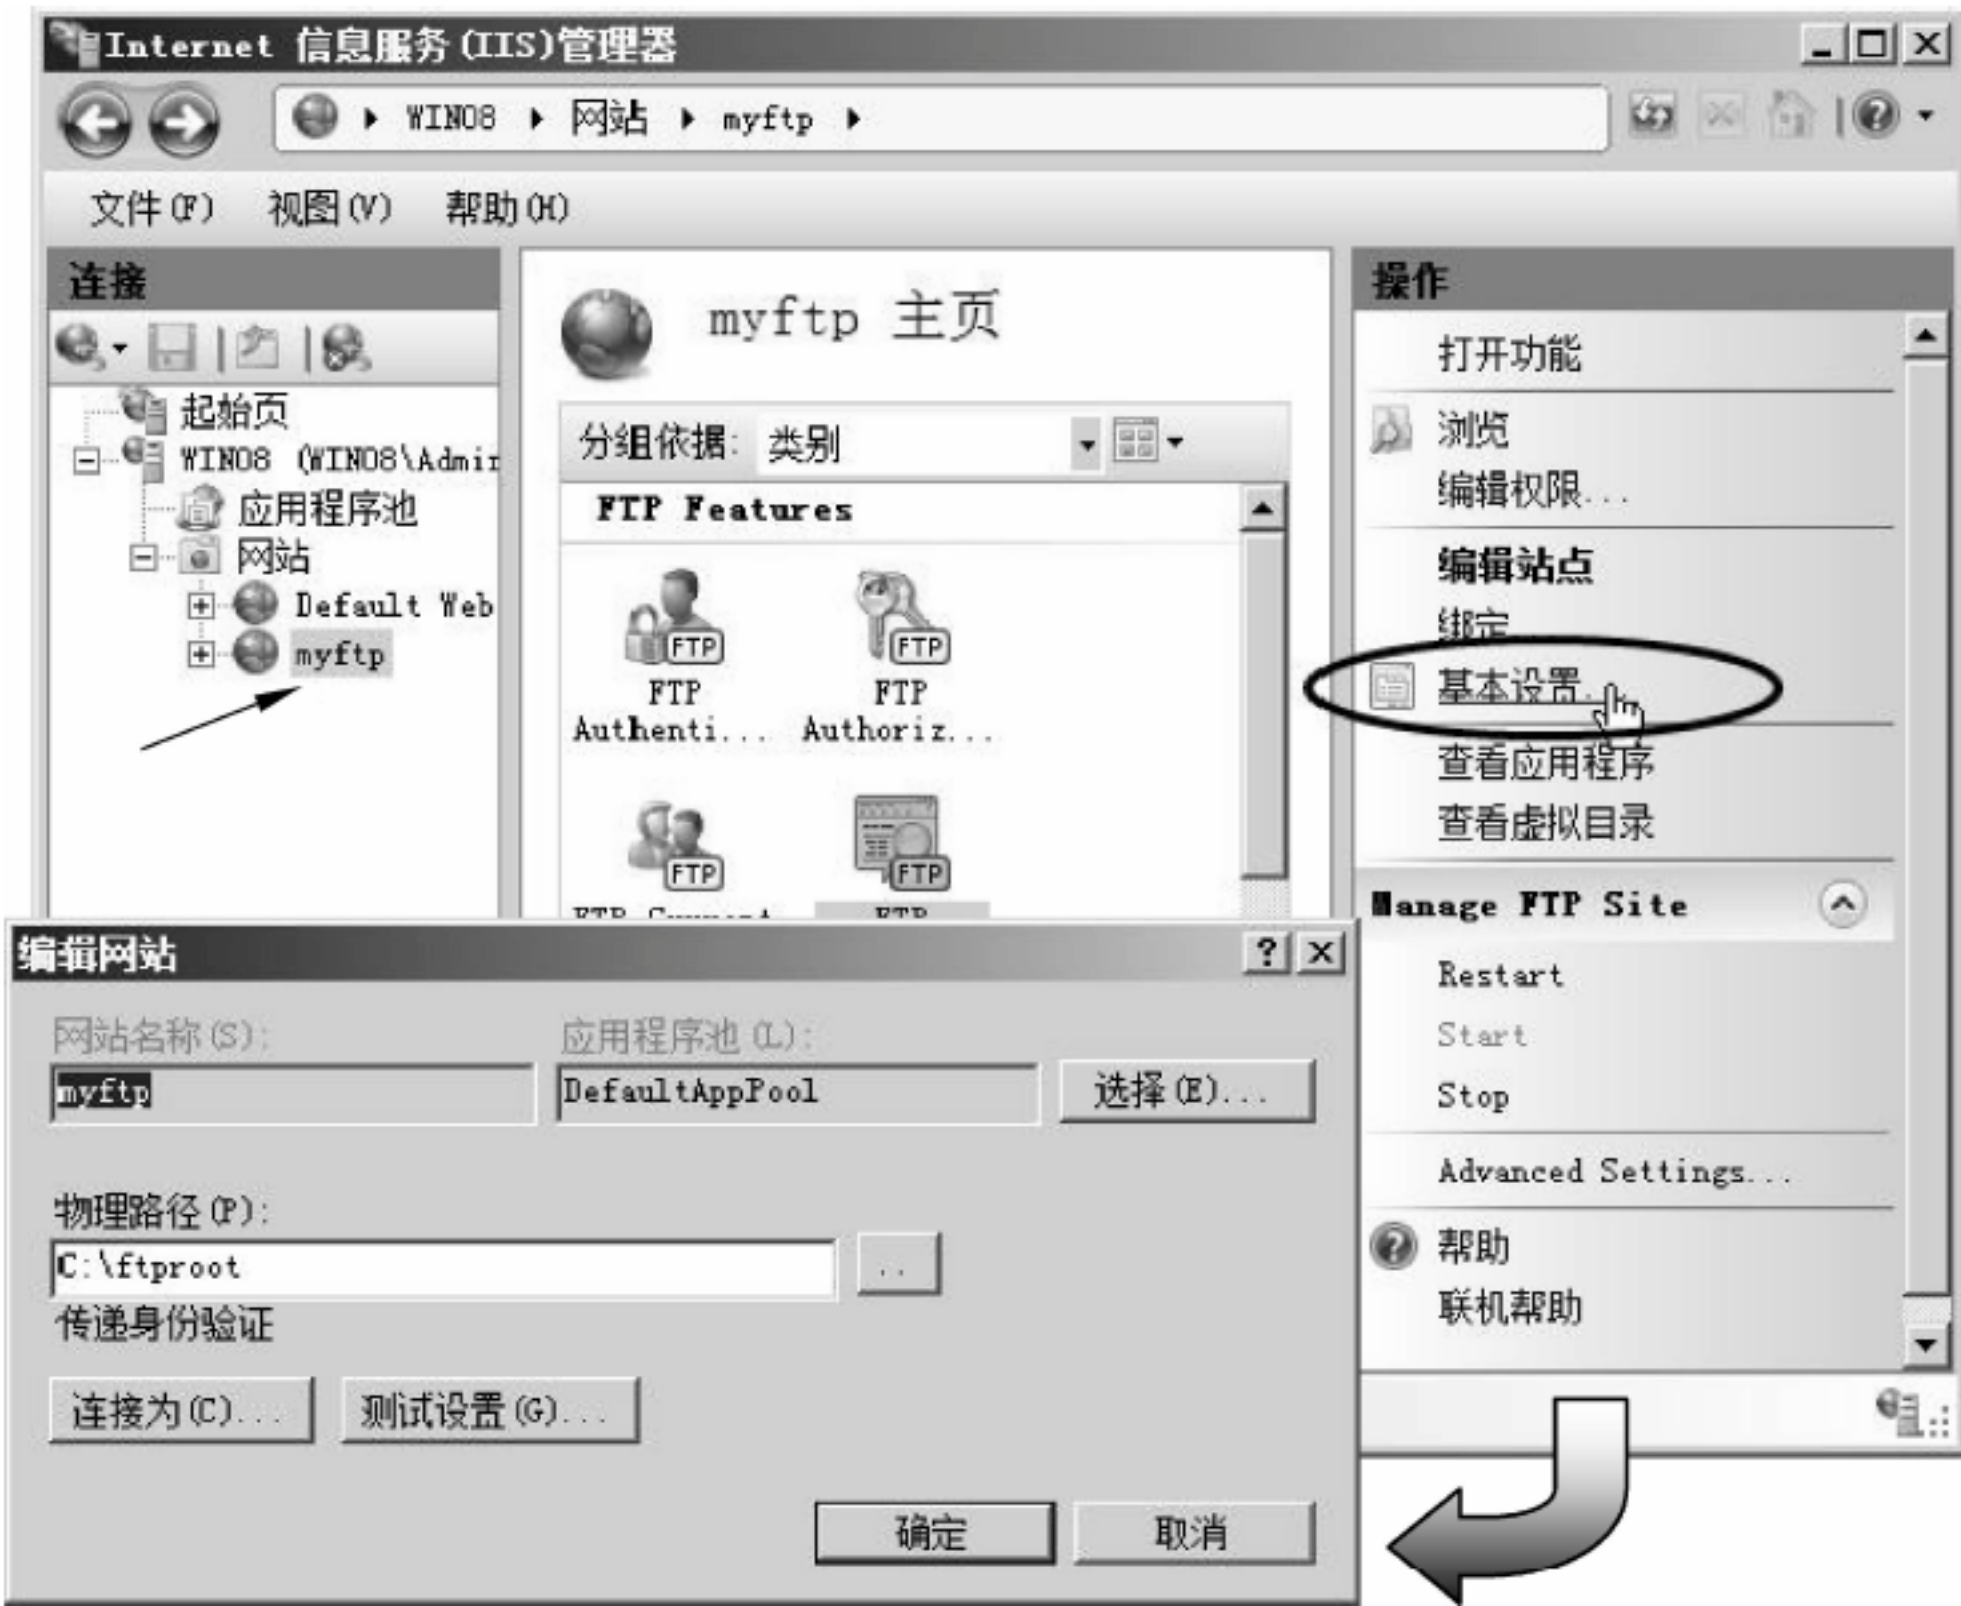 Internet 信息服务(IIS)管理器
WIN08 网站 myftp
文件(F) 视图(V) 帮助(H)
连接
起始页
WIN08 (WIN08\Admir
应用程序池
网站
Default Web
myftp
myftp 主页
分组依据: 类别
FTP Features
FTP
Authenti...
FTP
Authoriz...
FTP
FTP
FTP
FTP
FTP
FTP
操作
打开功能
浏览
编辑权限...
编辑站点
绑定...
基本设置...
查看应用程序
查看虚拟目录
Manage FTP Site
Restart
Start
Stop
Advanced Settings...
帮助
联机帮助
编辑网站
网站名称(S): 应用程序池(L):
myftp DefaultAppPool 选择(E)...
物理路径(P):
C:\ftproot ..
传递身份验证
连接为(C)... 测试设置(G)...
确定 取消